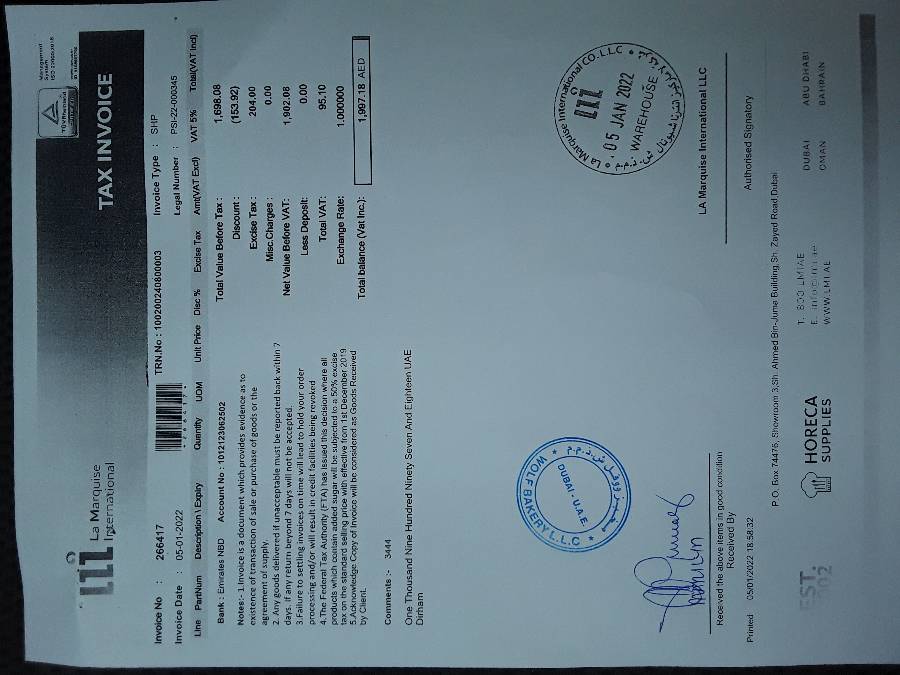 La Marquise
International
Management
System
TÜVRheinland
TAX INVOICE
Invoice No : 266417
TRN.No : 100200240800003
Invoice Type : SHP
Invoice Date : 05-01-2022
Legal Number : PSI-22-000345
Line PartNum Description \ Expiry Quantity UOM Unit Price Disc % Excise Tax Amt(VAT Excl) VAT 5% Total(VAT Incl)
Bank : Emirates NBD Account No : 1012123062502
Total Value Before Tax : 1,698.08
Discount : (153.92)
Excise Tax : 204.00
Misc.Charges : 0.00
Net Value Before VAT: 1,902.08
Less Deposit: 0.00
Total VAT: 95.10
Exchange Rate: 1.000000
Total balance (Vat Inc.): 1,997.18 AED
Notes:- 1.Invoice is a document which provides evidence as to
existence of transaction of sale or purchase of goods or the
agreement of supply.
2. Any goods delivered if unacceptable must be reported back within 7
days. if any return beyond 7 days will not be accepted.
3.Failure to settling invoices on time will lead to hold your order
processing and/or will result in credit facilities being revoked
4.The Federal Tax Authority (FTA) has issued this decision where all
products which contain added sugar will be subjected to a 50% excise
tax on the standard selling price with effective from 1st December 2019
5.Acknowledge Copy of Invoice will be considered as Goods Received
by Client.
Comments :- 3444
One Thousand Nine Hundred Ninety Seven And Eighteen UAE
Dirham
La Marquise International CO. L.L.C
05 JAN 2022
WAREHOUSE
WOLF BAKERY L.L.C
DUBAI - U.A.E.
LA Marquise International LLC
Received the above items in good condition
Received By
Authorised Signatory
Printed 05/01/2022 18:58:32
P.O. Box 74476, Showroom 3,Sh. Ahmed Bin-Juma Building,Sh. Zayed Road,Dubai
EST.
2002
HORECA
SUPPLIES
T. 800 LMIAE
E. info@lmi.ae
WWW.LMI.AE
DUBAI ABU DHABI
OMAN BAHRAIN